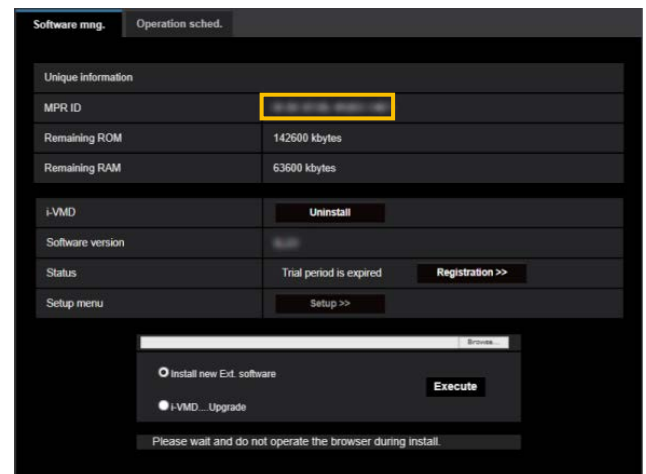 Software mng. Operation sched.
Unique information
MPR ID
Remaining ROM 142600 kbytes
Remaining RAM 63600 kbytes
i-VMD Uninstall
Software version
Status Trial period is expired Registration >>
Setup menu Setup >>
Browse...
Install new Ext. software
Execute
i-VMD....Upgrade
Please wait and do not operate the browser during install.